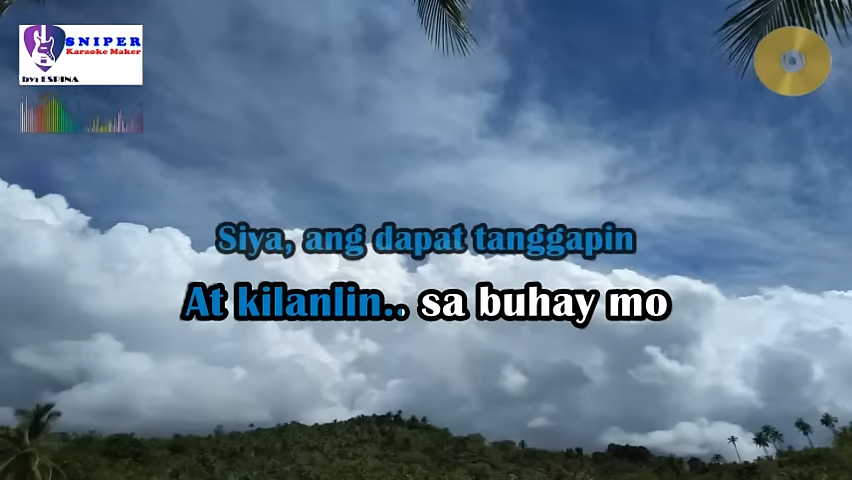 SNIPER
Karaoke Maker
by: ESPINA
Siya, ang dapat tanggapin
At kilanlin.. sa buhay mo